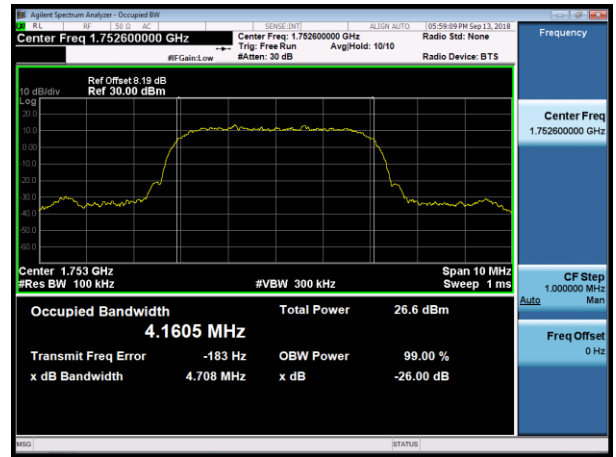 Agilent Spectrum Analyzer - Occupied BW
RL RF 50 Ω AC SENSE:INT ALIGN AUTO 05:59:09 PM Sep 13, 2018
Center Freq 1.752600000 GHz
Center Freq: 1.752600000 GHz Radio Std: None
Trig: Free Run Avg|Hold: 10/10
#IFGain:Low #Atten: 30 dB Radio Device: BTS
Frequency
Ref Offset 8.19 dB
10 dB/div Ref 30.00 dBm
Log
20.0
10.0
0.00
-10.0
-20.0
-30.0
-40.0
-50.0
-60.0
Center 1.753 GHz Span 10 MHz
#Res BW 100 kHz #VBW 300 kHz Sweep 1 ms
Occupied Bandwidth Total Power 26.6 dBm
4.1605 MHz
Transmit Freq Error -183 Hz OBW Power 99.00 %
x dB Bandwidth 4.708 MHz x dB -26.00 dB
Center Freq
1.752600000 GHz
CF Step
1.000000 MHz
Auto Man
Freq Offset
0 Hz
MSG STATUS